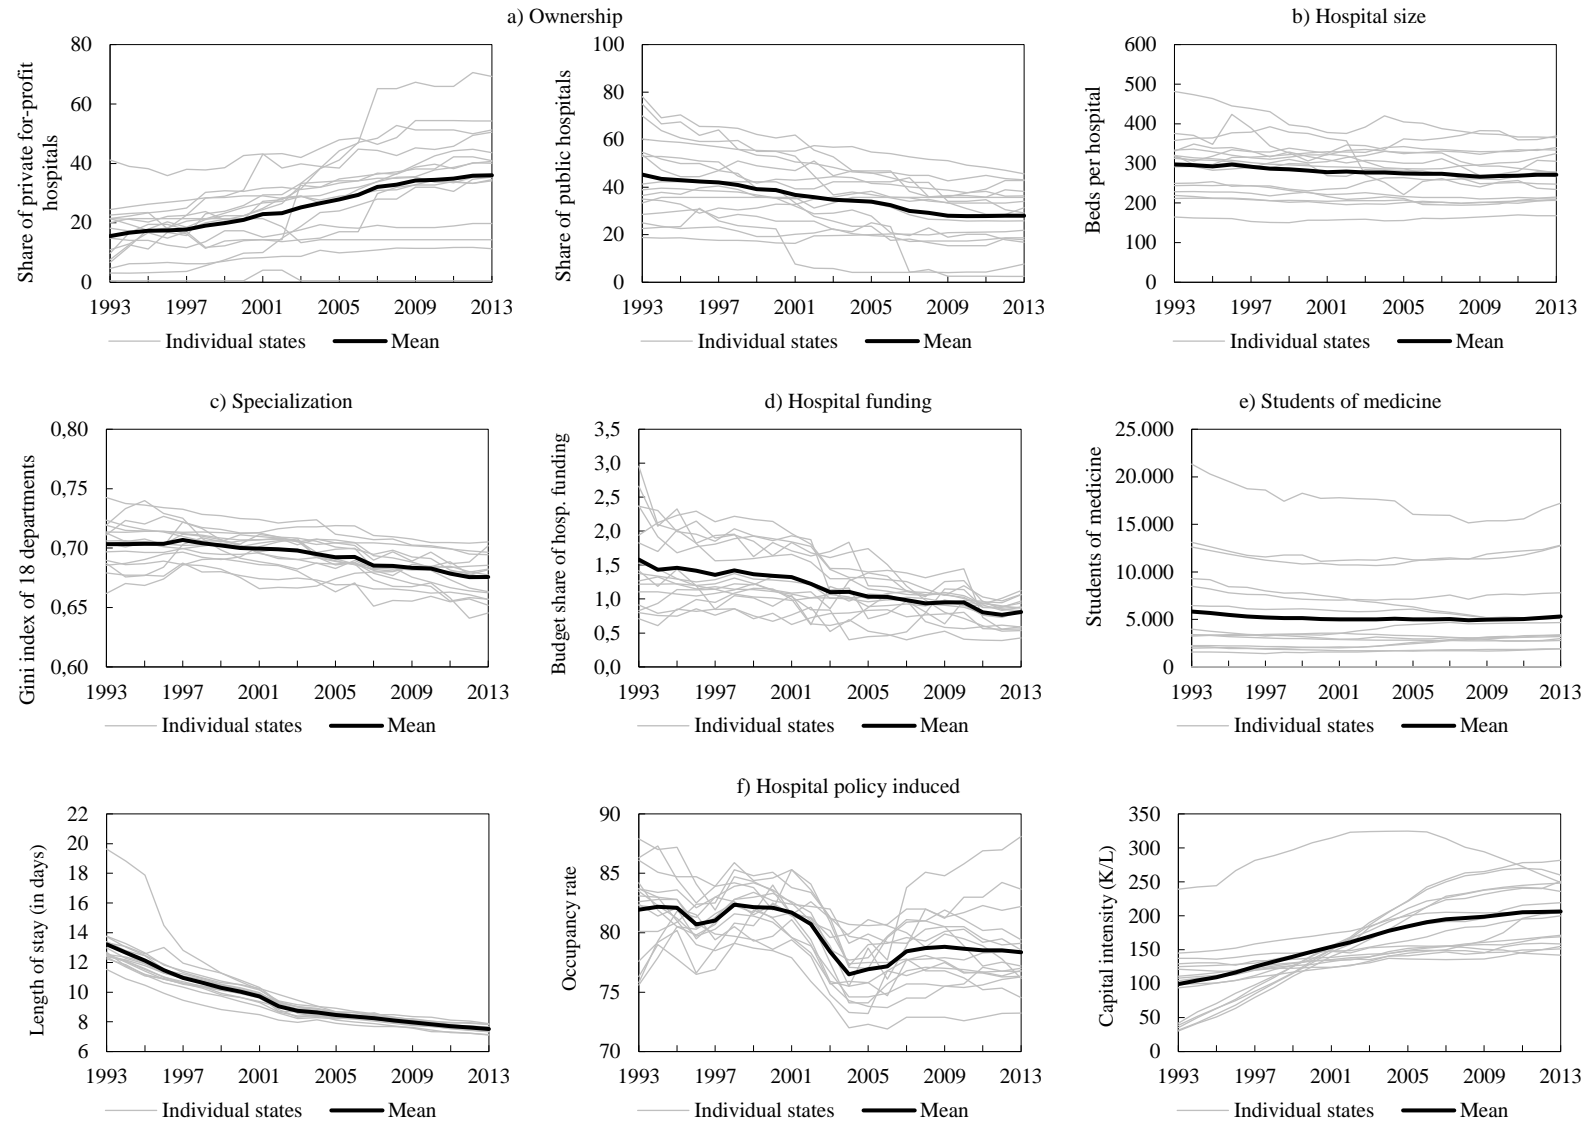 a) Ownership
b) Hospital size
Share of private for-profit
hospitals
80
60
40
20
0
1993 1997 2001 2005 2009 2013
Individual states Mean
Share of public hospitals
100
80
60
40
20
0
1993 1997 2001 2005 2009 2013
Individual states Mean
Beds per hospital
600
500
400
300
200
100
0
1993 1997 2001 2005 2009 2013
Individual states Mean
c) Specialization
Gini index of 18 departments
0,80
0,75
0,70
0,65
0,60
1993 1997 2001 2005 2009 2013
Individual states Mean
d) Hospital funding
Budget share of hosp. funding
3,5
3,0
2,5
2,0
1,5
1,0
0,5
0,0
1993 1997 2001 2005 2009 2013
Individual states Mean
e) Students of medicine
Students of medicine
25.000
20.000
15.000
10.000
5.000
0
1993 1997 2001 2005 2009 2013
Individual states Mean
f) Hospital policy induced
Length of stay (in days)
22
20
18
16
14
12
10
8
6
1993 1997 2001 2005 2009 2013
Individual states Mean
Occupancy rate
90
85
80
75
70
1993 1997 2001 2005 2009 2013
Individual states Mean
Capital intensity (K/L)
350
300
250
200
150
100
50
0
1993 1997 2001 2005 2009 2013
Individual states Mean